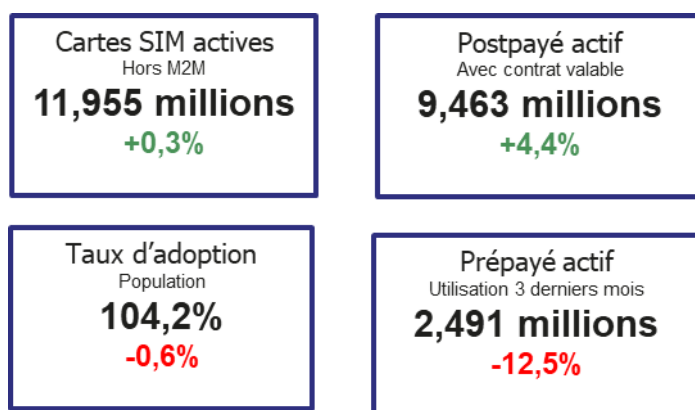 Cartes SIM actives
Hors M2M
11,955 millions
+0,3%
Postpayé actif
Avec contrat valable
9,463 millions
+4,4%
Taux d’adoption
Population
104,2%
-0,6%
Prépayé actif
Utilisation 3 derniers mois
2,491 millions
-12,5%